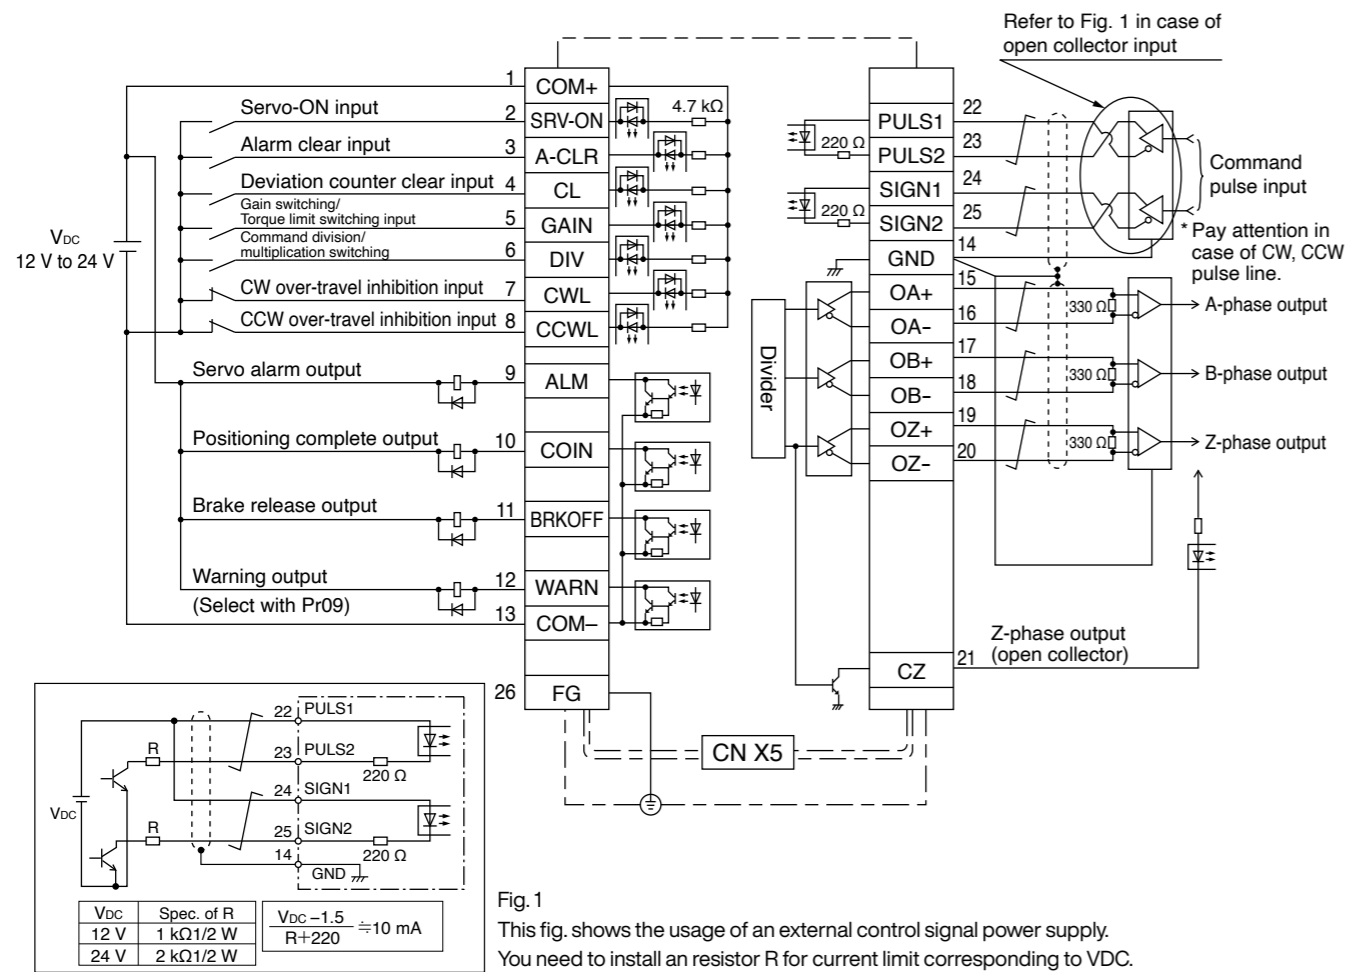 Refer to Fig. 1 in case of
open collector input
1 COM+
Servo-ON input 2 SRV-ON 4.7 kΩ
Alarm clear input 3 A-CLR
Deviation counter clear input 4 CL
Gain switching/
Torque limit switching input 5 GAIN
Command division/
multiplication switching 6 DIV
CW over-travel inhibition input 7 CWL
CCW over-travel inhibition input 8 CCWL
VDC
12 V to 24 V
Servo alarm output 9 ALM
Positioning complete output 10 COIN
Brake release output 11 BRKOFF
Warning output 12 WARN
(Select with Pr09)
13 COM–
26 FG
22 PULS1
220 Ω
23 PULS2
24 SIGN1
220 Ω
25 SIGN2
14 GND
Command
pulse input
* Pay attention in
case of CW, CCW
pulse line.
Divider
15 OA+
16 OA–
330 Ω
A-phase output
17 OB+
18 OB–
330 Ω
B-phase output
19 OZ+
20 OZ–
330 Ω
Z-phase output
21 CZ
Z-phase output
(open collector)
CN X5
VDC
R
R
22 PULS1
23 PULS2
220 Ω
24 SIGN1
25 SIGN2
220 Ω
14 GND
VDC Spec. of R
12 V 1 kΩ1/2 W
24 V 2 kΩ1/2 W
VDC –1.5
R+220
≒10 mA
Fig.1
This fig. shows the usage of an external control signal power supply.
You need to install an resistor R for current limit corresponding to VDC.